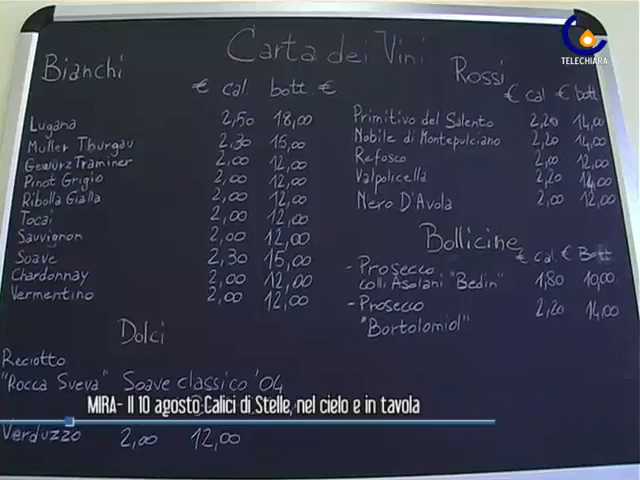 TELECHIARA
Carta dei Vini
Bianchi
€ cal. bott. €
Lugana 2,50 18,00
Müller Thurgau 2,30 15,00
Gewürz Traminer 2,00 12,00
Pinot Grigio 2,00 12,00
Ribolla Gialla 2,00 12,00
Tocai 2,00 12,00
Sauvignon 2,00 12,00
Soave 2,30 15,00
Chardonnay 2,00 12,00
Vermentino 2,00 12,00
Rossi
€ cal € bott
Primitivo del Salento 2,20 14,00
Nobile di Montepulciano 2,20 14,00
Refosco 2,00 12,00
Valpolicella 2,20 14,00
Nero D'Avola 2,00 12,00
Bollicine
€ cal. € Bott
- Prosecco
colli Asolani "Bedin" 1,80 10,00
- Prosecco 2,20 14,00
"Bortolomiol"
Dolci
Reciotto
"Rocca Sveva" Soave classico '04
MIRA- Il 10 agosto Calici di Stelle, nel cielo e in tavola
Verduzzo 2,00 12,00